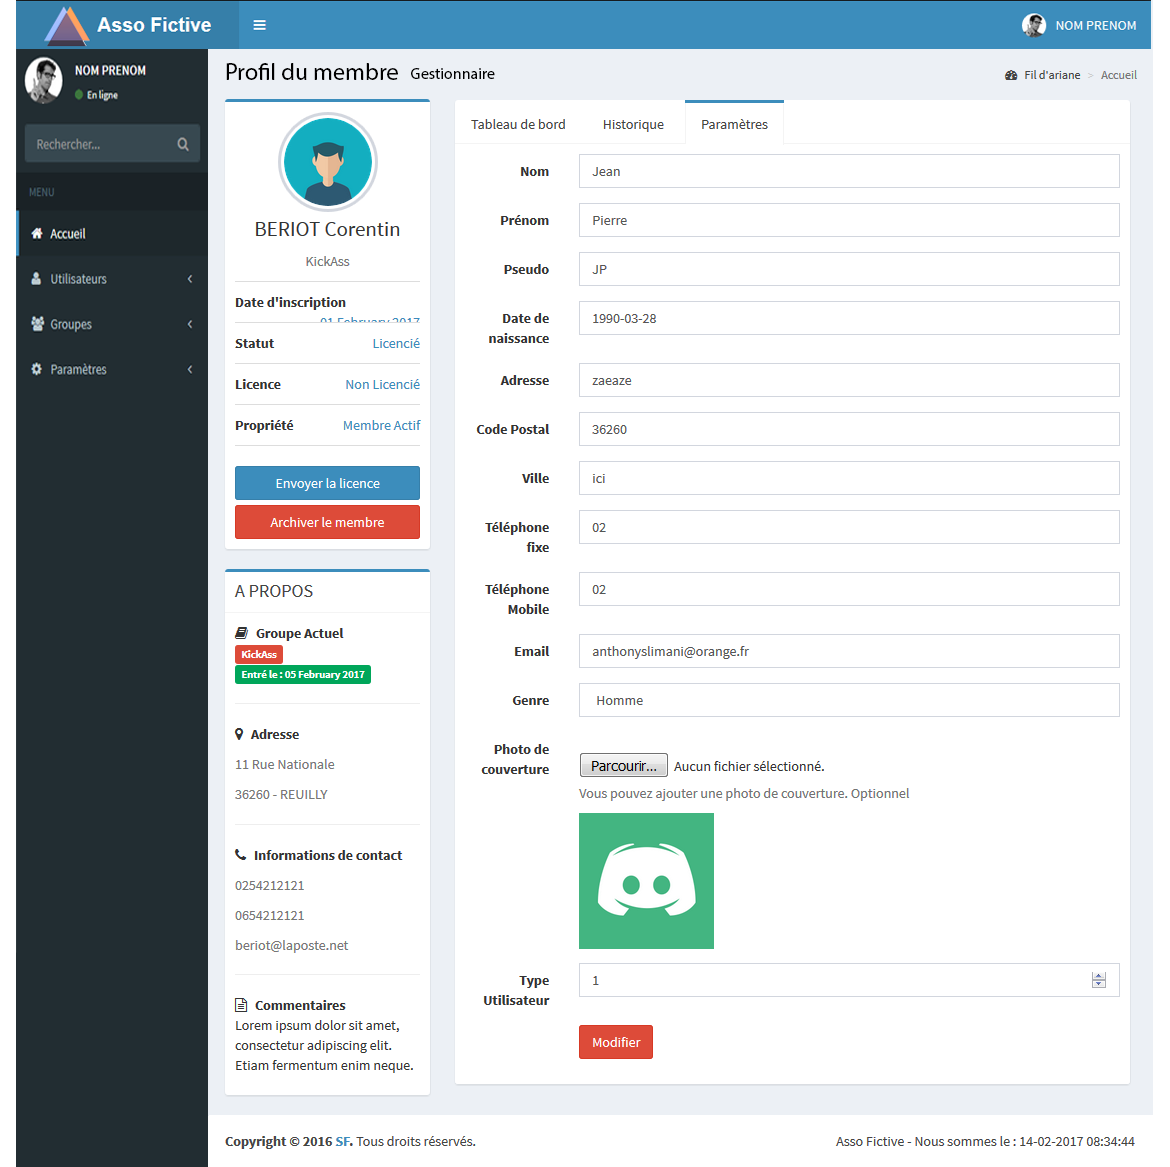 Asso Fictive
NOM PRENOM
NOM PRENOM
En ligne
Rechercher...
MENU
Accueil
Utilisateurs
Groupes
Paramètres
Profil du membre Gestionnaire
Fil d'ariane > Accueil
BERIOT Corentin
KickAss
Date d'inscription
01 February 2017
Statut Licencié
Licence Non Licencié
Propriété Membre Actif
Envoyer la licence
Archiver le membre
A PROPOS
Groupe Actuel
KickAss
Entré le : 05 February 2017
Adresse
11 Rue Nationale
36260 - REUILLY
Informations de contact
0254212121
0654212121
beriot@laposte.net
Commentaires
Lorem ipsum dolor sit amet,
consectetur adipiscing elit.
Etiam fermentum enim neque.
Tableau de bord Historique Paramètres
Nom Jean
Prénom Pierre
Pseudo JP
Date de naissance 1990-03-28
Adresse zaeaze
Code Postal 36260
Ville ici
Téléphone fixe 02
Téléphone Mobile 02
Email anthonyslimani@orange.fr
Genre Homme
Photo de couverture Parcourir... Aucun fichier sélectionné.
Vous pouvez ajouter une photo de couverture. Optionnel
Type Utilisateur 1
Modifier
Copyright © 2016 SF. Tous droits réservés.
Asso Fictive - Nous sommes le : 14-02-2017 08:34:44